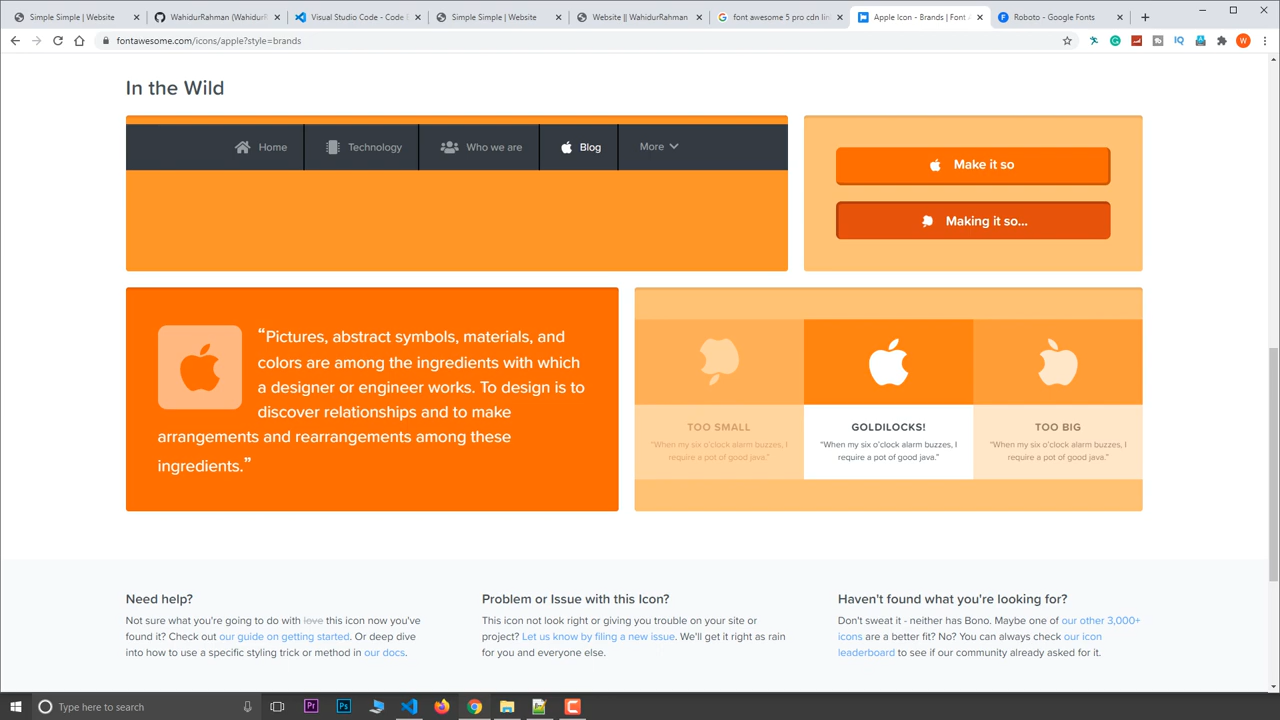 Simple Simple | Website
WahidurRahman (WahidurR
Visual Studio Code - Code E
Simple Simple | Website
Website || WahidurRahman
font awesome 5 pro cdn lin
Apple Icon - Brands | Font A
Roboto - Google Fonts
fontawesome.com/icons/apple?style=brands
IQ
W
In the Wild
Home
Technology
Who we are
Blog
More
Make it so
Making it so...
“Pictures, abstract symbols, materials, and
colors are among the ingredients with which
a designer or engineer works. To design is to
discover relationships and to make
arrangements and rearrangements among these
ingredients.”
TOO SMALL
“When my six o'clock alarm buzzes, I
require a pot of good java.”
GOLDILOCKS!
“When my six o'clock alarm buzzes, I
require a pot of good java.”
TOO BIG
“When my six o'clock alarm buzzes, I
require a pot of good java.”
Need help?
Not sure what you're going to do with love this icon now you've
found it? Check out our guide on getting started. Or deep dive
into how to use a specific styling trick or method in our docs.
Problem or Issue with this Icon?
This icon not look right or giving you trouble on your site or
project? Let us know by filing a new issue. We'll get it right as rain
for you and everyone else.
Haven't found what you're looking for?
Don't sweat it - neither has Bono. Maybe one of our other 3,000+
icons are a better fit? No? You can always check our icon
leaderboard to see if our community already asked for it.
Type here to search
Pr
Ps